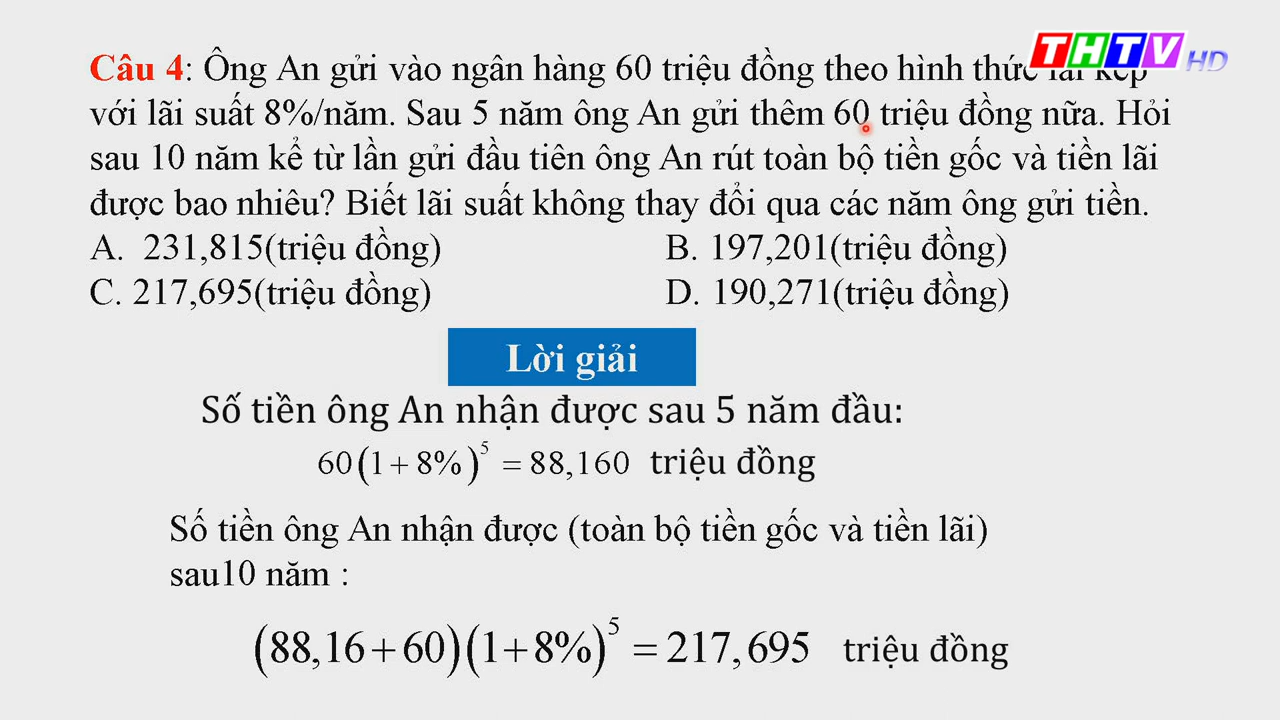 THTV HD
Câu 4: Ông An gửi vào ngân hàng 60 triệu đồng theo hình thức lãi kép
với lãi suất 8%/năm. Sau 5 năm ông An gửi thêm 60 triệu đồng nữa. Hỏi
sau 10 năm kể từ lần gửi đầu tiên ông An rút toàn bộ tiền gốc và tiền lãi
được bao nhiêu? Biết lãi suất không thay đổi qua các năm ông gửi tiền.
A. 231,815(triệu đồng) B. 197,201(triệu đồng)
C. 217,695(triệu đồng) D. 190,271(triệu đồng)
Lời giải
Số tiền ông An nhận được sau 5 năm đầu:
60(1+8%)⁵ = 88,160 triệu đồng
Số tiền ông An nhận được (toàn bộ tiền gốc và tiền lãi)
sau10 năm :
(88,16+60)(1+8%)⁵ = 217,695 triệu đồng